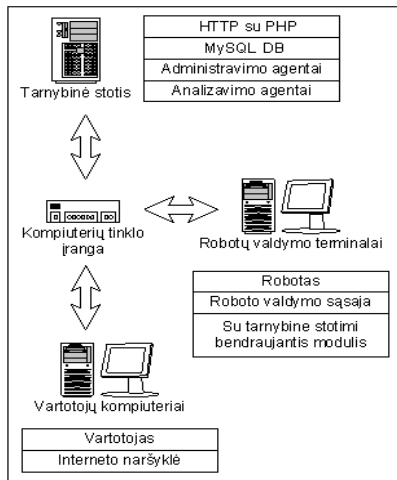 HTTP su PHP
MySQL DB
Administravimo agentai
Analizavimo agentai
Tarnybinė stotis
Kompiuterių tinklo
įranga
Robotų valdymo terminalai
Robotas
Roboto valdymo sąsaja
Su tarnybine stotimi
bendraujantis modulis
Vartotojų kompiuteriai
Vartotojas
Interneto naršyklė